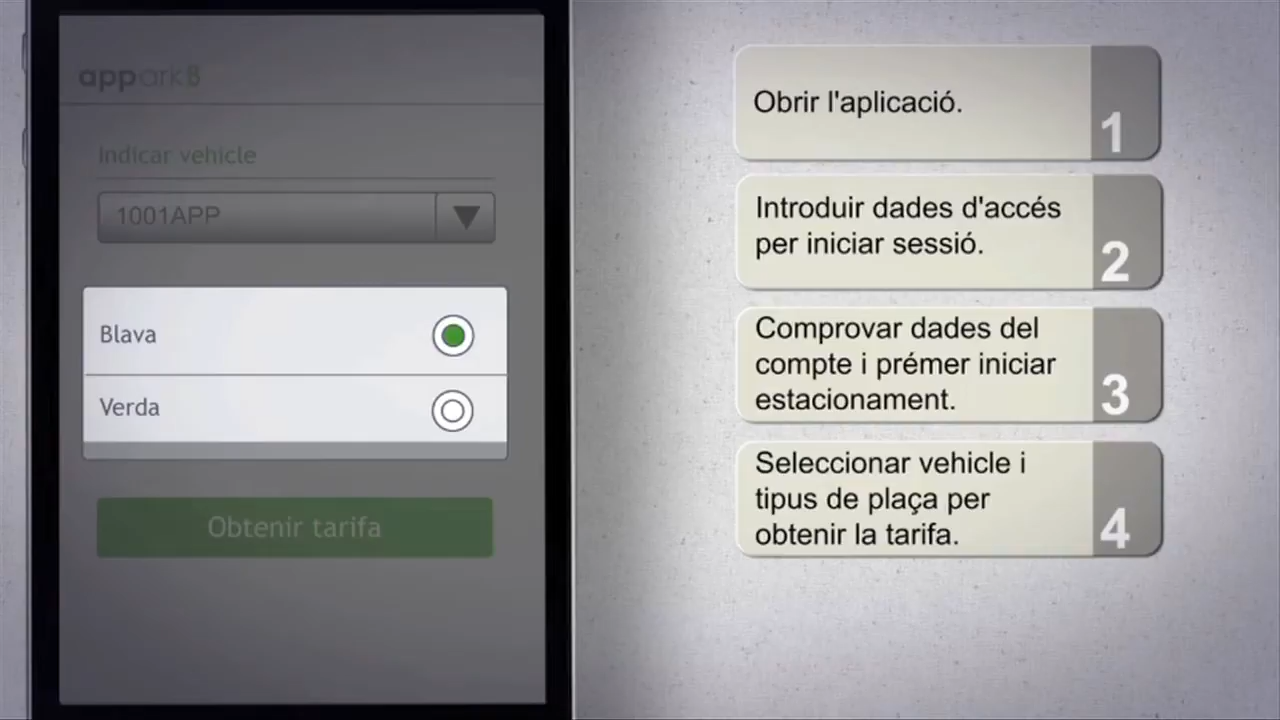 apparkB
Indicar vehicle
1001APP
Blava
Verda
Obtenir tarifa
Obrir l'aplicació.
1
Introduir dades d'accés
per iniciar sessió.
2
Comprovar dades del
compte i prémer iniciar
estacionament.
3
Seleccionar vehicle i
tipus de plaça per
obtenir la tarifa.
4